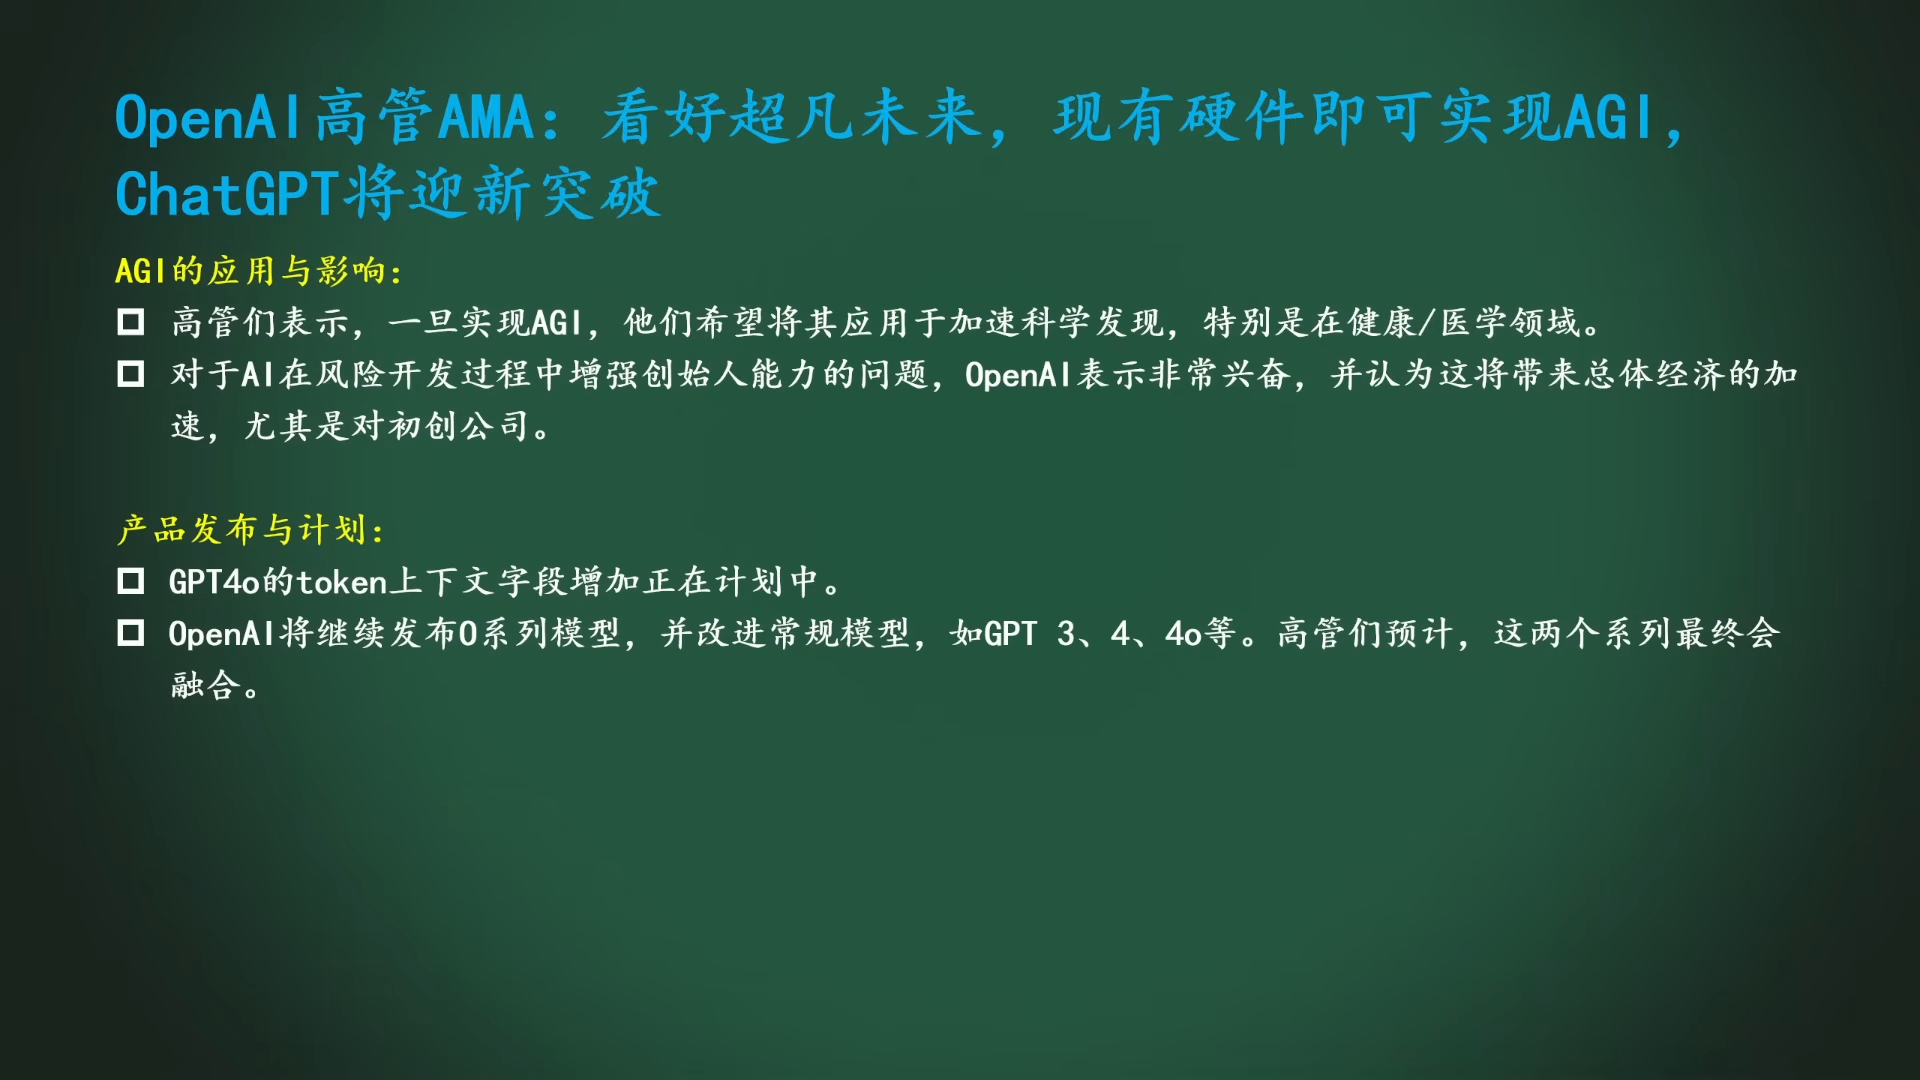 OpenAI高管AMA：看好超凡未来，现有硬件即可实现AGI，
ChatGPT将迎新突破
AGI的应用与影响：
高管们表示，一旦实现AGI，他们希望将其应用于加速科学发现，特别是在健康/医学领域。
对于AI在风险开发过程中增强创始人能力的问题，OpenAI表示非常兴奋，并认为这将带来总体经济的加
速，尤其是对初创公司。
产品发布与计划：
GPT4o的token上下文字段增加正在计划中。
OpenAI将继续发布O系列模型，并改进常规模型，如GPT 3、4、4o等。高管们预计，这两个系列最终会
融合。